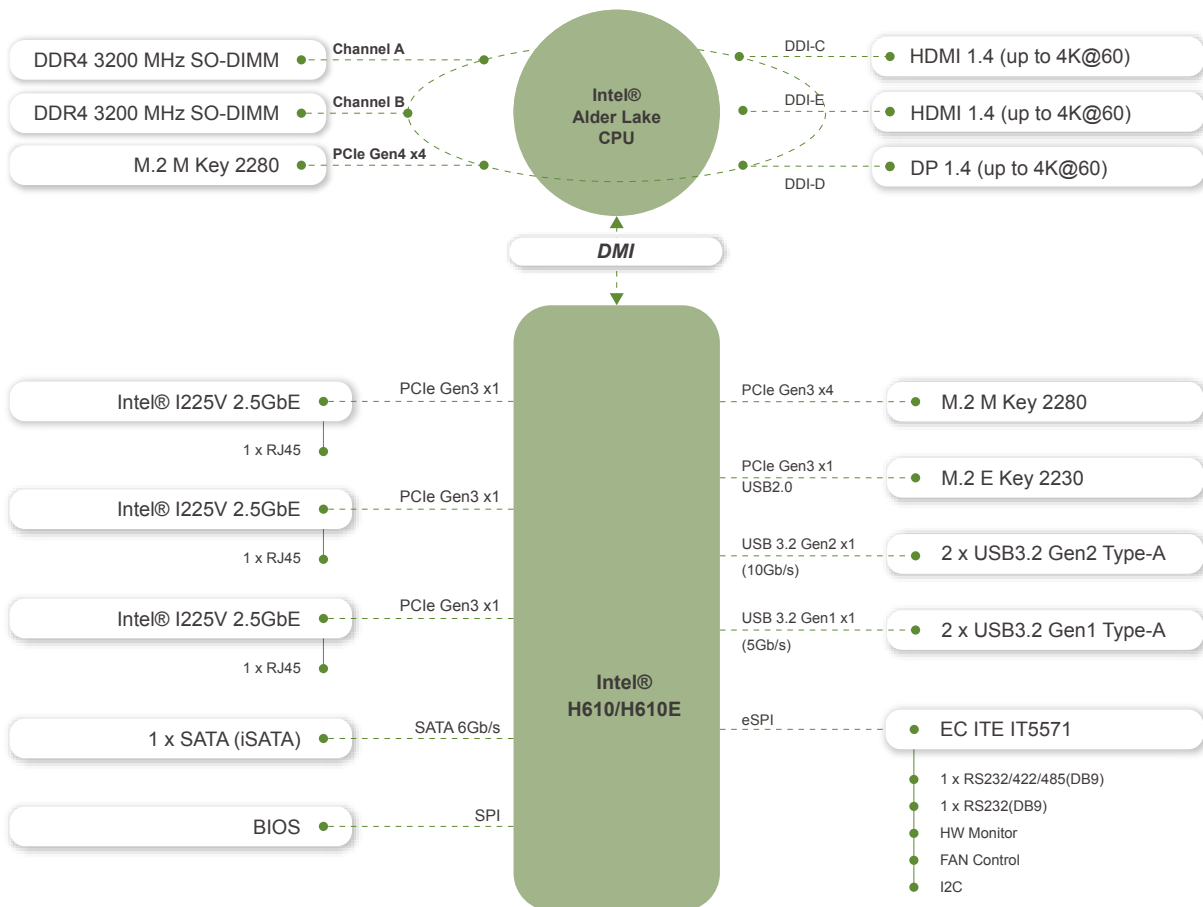 DDR4 3200 MHz SO-DIMM
Channel A
DDR4 3200 MHz SO-DIMM
Channel B
M.2 M Key 2280
PCIe Gen4 x4
Intel®
Alder Lake
CPU
DDI-C
HDMI 1.4 (up to 4K@60)
DDI-E
HDMI 1.4 (up to 4K@60)
DDI-D
DP 1.4 (up to 4K@60)
DMI
Intel® I225V 2.5GbE
PCIe Gen3 x1
1 x RJ45
Intel® I225V 2.5GbE
PCIe Gen3 x1
1 x RJ45
Intel® I225V 2.5GbE
PCIe Gen3 x1
1 x RJ45
1 x SATA (iSATA)
SATA 6Gb/s
BIOS
SPI
Intel®
H610/H610E
PCIe Gen3 x4
M.2 M Key 2280
PCIe Gen3 x1
USB2.0
M.2 E Key 2230
USB 3.2 Gen2 x1
(10Gb/s)
2 x USB3.2 Gen2 Type-A
USB 3.2 Gen1 x1
(5Gb/s)
2 x USB3.2 Gen1 Type-A
eSPI
EC ITE IT5571
1 x RS232/422/485(DB9)
1 x RS232(DB9)
HW Monitor
FAN Control
I2C